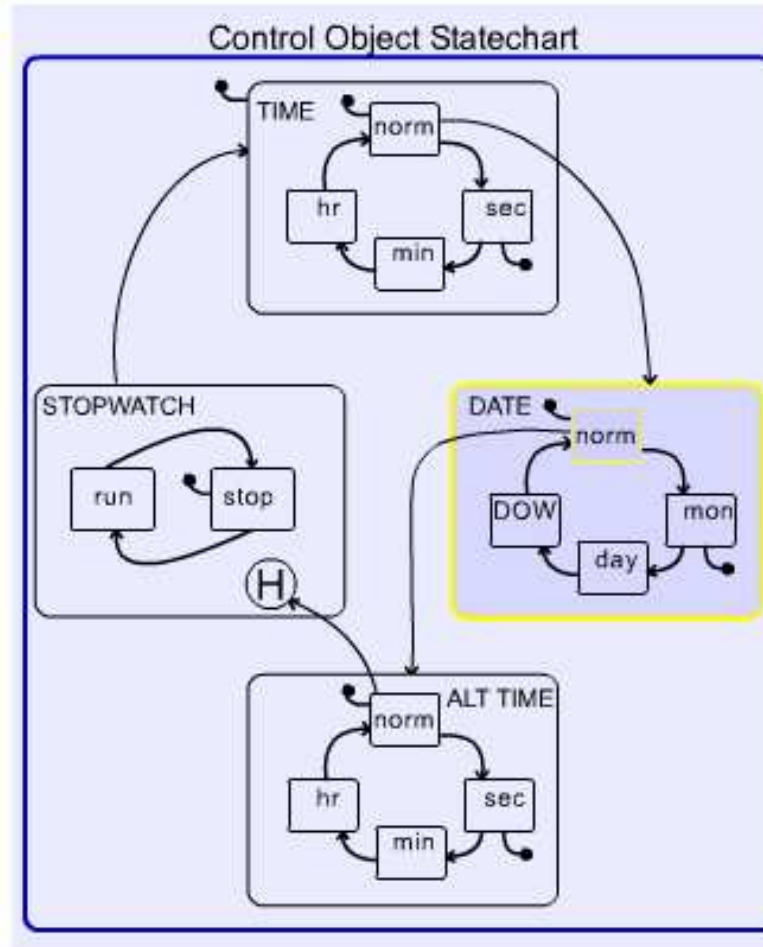 Control Object Statechart
TIME
norm
hr
sec
min
STOPWATCH
run
stop
H
DATE
norm
DOW
mon
day
ALT TIME
norm
hr
sec
min